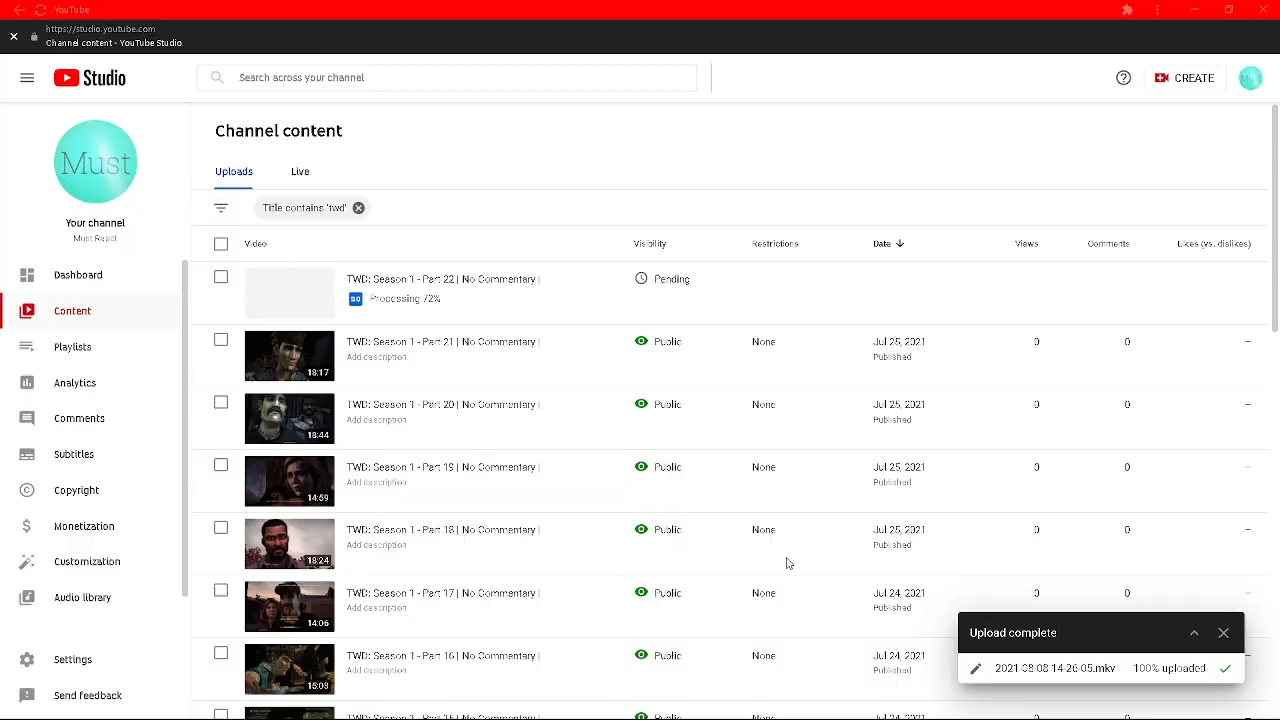 YouTube
https://studio.youtube.com
Channel content - YouTube Studio
Studio
Search across your channel
CREATE
Must
Your channel
Must React
Dashboard
Content
Playlists
Analytics
Comments
Subtitles
Copyright
Monetization
Customization
Audio library
Settings
Send feedback
Channel content
Uploads Live
Title contains 'twd'
Video Visibility Restrictions Date Views Comments Likes (vs. dislikes)
TWD: Season 1 - Part 22 | No Commentary | Pending
SD Processing 72%
TWD: Season 1 - Part 21 | No Commentary | Public None Jul 25, 2021 0 0 –
18:17 Add description Published
TWD: Season 1 - Part 20 | No Commentary | Public None Jul 25, 2021 0 0 –
18:44 Add description Published
TWD: Season 1 - Part 19 | No Commentary | Public None Jul 25, 2021 0 0 –
14:59 Add description Published
TWD: Season 1 - Part 18 | No Commentary | Public None Jul 25, 2021 0 0 –
18:24 Add description Published
TWD: Season 1 - Part 17 | No Commentary | Public None Jul 24, 2021 0 –
14:06 Add description Published
TWD: Season 1 - Part 16 | No Commentary | Public None Jul 24, 2021
15:03 Add description Published
Upload complete
100% uploaded